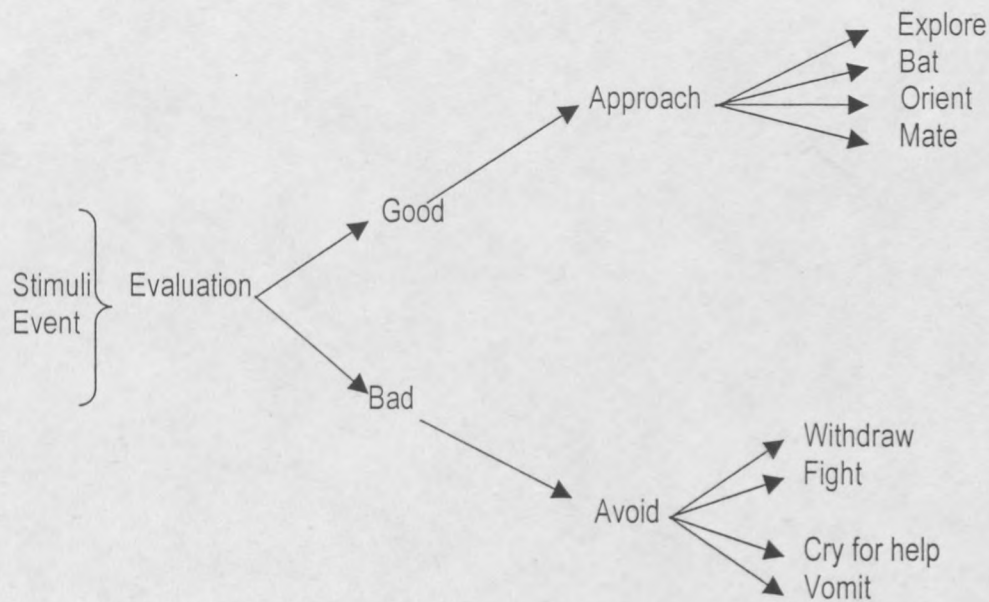 Explore
Bat
Approach
Orient
Mate
Good
Stimuli
Event
Evaluation
Bad
Withdraw
Fight
Avoid
Cry for help
Vomit